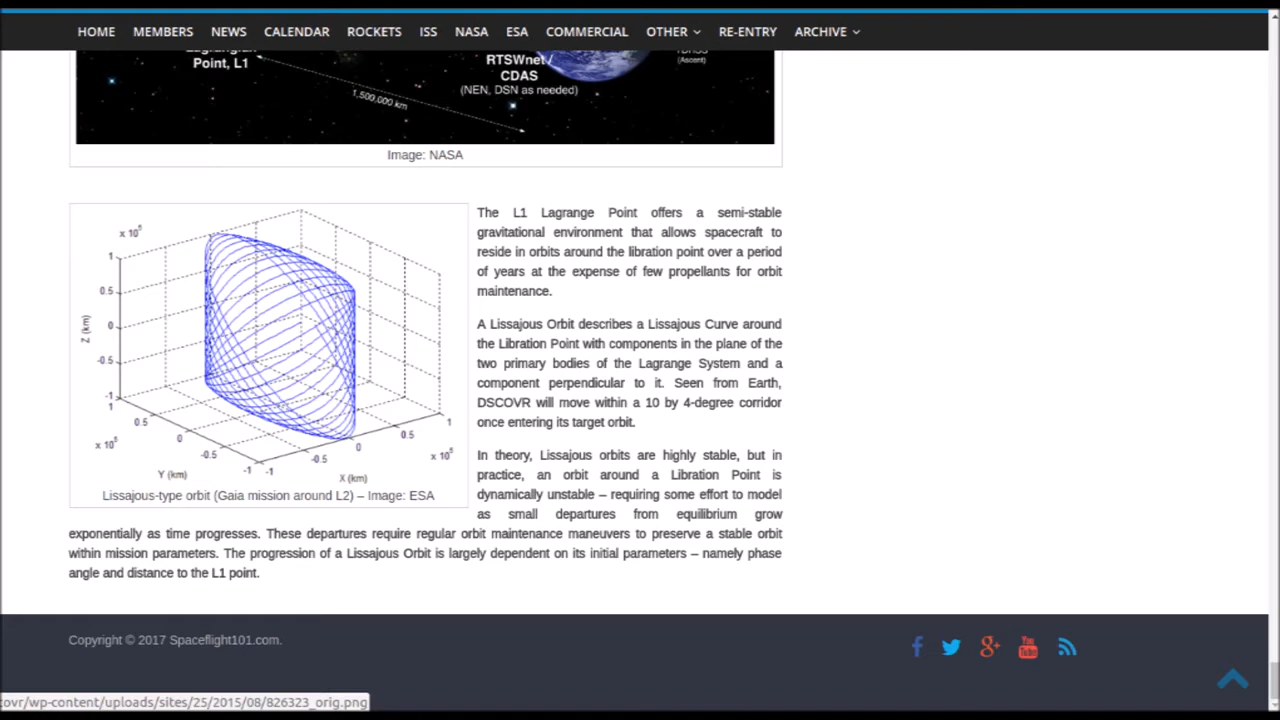 HOME MEMBERS NEWS CALENDAR ROCKETS ISS NASA ESA COMMERCIAL OTHER RE-ENTRY ARCHIVE
Lagrangian
Point, L1
RTSWnet /
CDAS
(NEN, DSN as needed)
(Ascent)
1,500,000 km
Image: NASA
x 10⁵
1
0.5
0
-0.5
-1
Z (km)
1
0.5
0
-0.5
-1
x 10⁵
Y (km)
-1
-0.5
0
0.5
1
x 10⁵
X (km)
Lissajous-type orbit (Gaia mission around L2) – Image: ESA
The L1 Lagrange Point offers a semi-stable
gravitational environment that allows spacecraft to
reside in orbits around the libration point over a period
of years at the expense of few propellants for orbit
maintenance.
A Lissajous Orbit describes a Lissajous Curve around
the Libration Point with components in the plane of the
two primary bodies of the Lagrange System and a
component perpendicular to it. Seen from Earth,
DSCOVR will move within a 10 by 4-degree corridor
once entering its target orbit.
In theory, Lissajous orbits are highly stable, but in
practice, an orbit around a Libration Point is
dynamically unstable – requiring some effort to model
as small departures from equilibrium grow
exponentially as time progresses. These departures require regular orbit maintenance maneuvers to preserve a stable orbit
within mission parameters. The progression of a Lissajous Orbit is largely dependent on its initial parameters – namely phase
angle and distance to the L1 point.
Copyright © 2017 Spaceflight101.com.
You
Tube
covr/wp-content/uploads/sites/25/2015/08/826323_orig.png